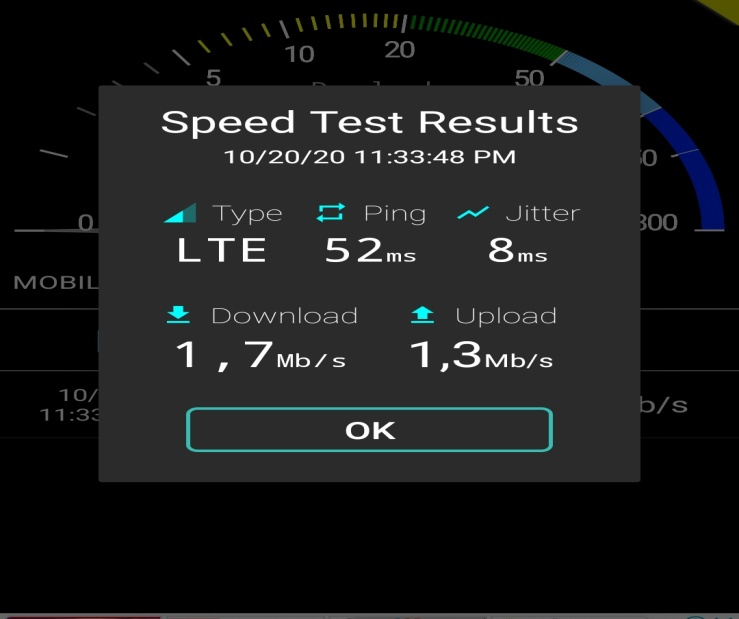 10
20
5
50
Speed Test Results
10/20/20 11:33:48 PM
Type Ping Jitter
LTE 52ms 8ms
0
300
MOBIL
Download Upload
1,7Mb/s 1,3Mb/s
10/
11:33
b/s
OK